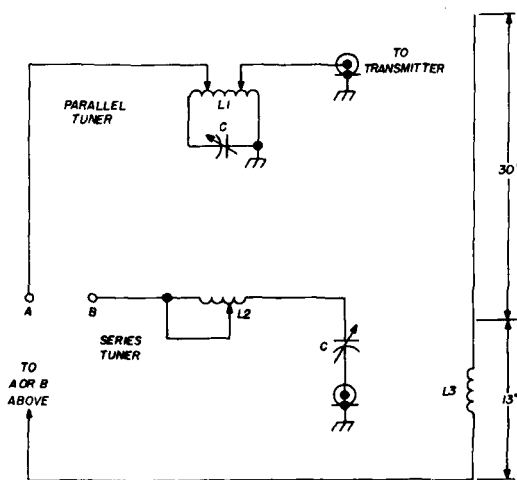 TO
TRANSMITTER
PARALLEL
TUNER
L1
C
30'
A
B
L2
SERIES
TUNER
C
TO
A OR B
ABOVE
L3
13"